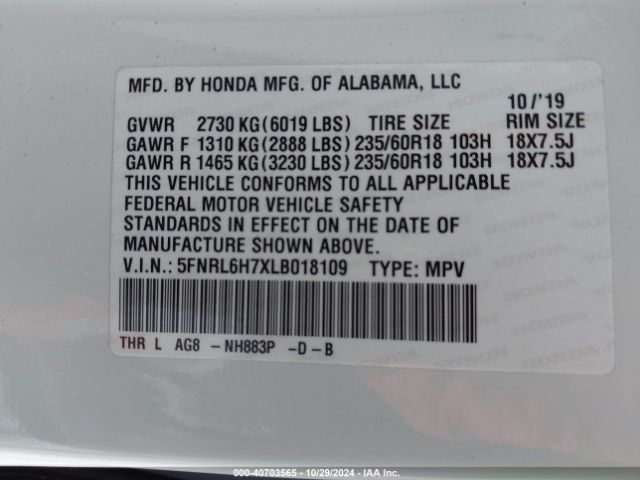 MFD. BY HONDA MFG. OF ALABAMA, LLC
10/'19
GVWR 2730 KG(6019 LBS) TIRE SIZE RIM SIZE
GAWR F 1310 KG(2888 LBS) 235/60R18 103H 18X7.5J
GAWR R 1465 KG(3230 LBS) 235/60R18 103H 18X7.5J
THIS VEHICLE CONFORMS TO ALL APPLICABLE
FEDERAL MOTOR VEHICLE SAFETY
STANDARDS IN EFFECT ON THE DATE OF
MANUFACTURE SHOWN ABOVE.
V.I.N.: 5FNRL6H7XLB018109 TYPE: MPV
THR L AG8 -NH883P -D-B
000-40703565 - 10/29/2024 - IAA Inc.